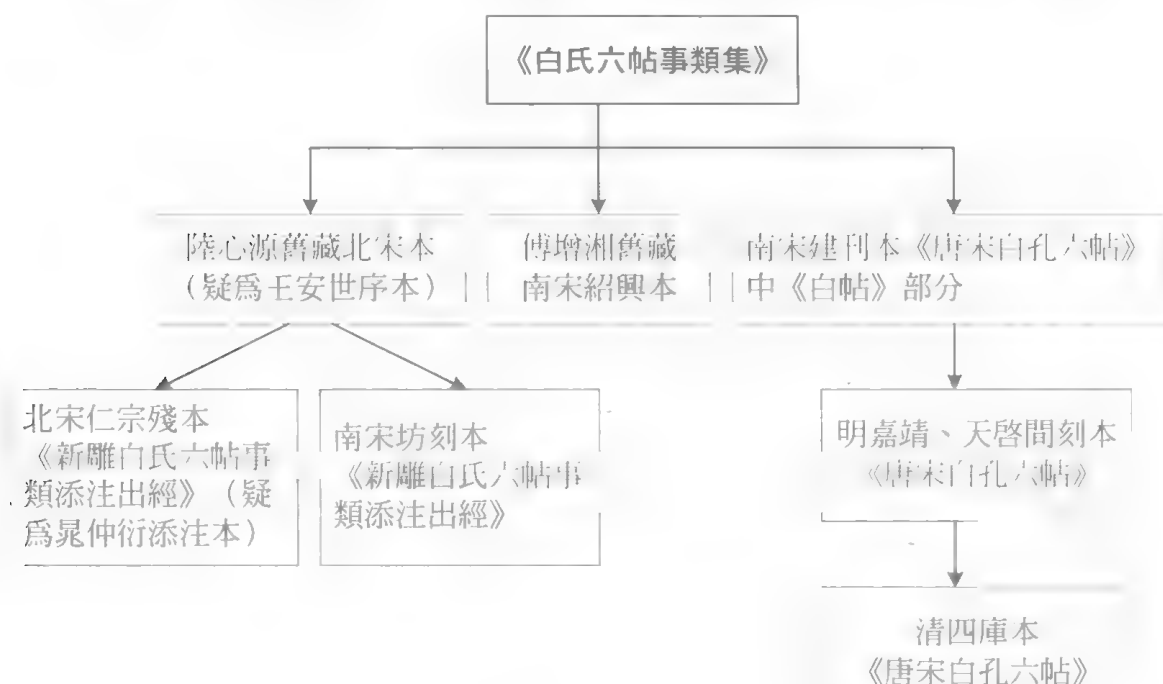 《白氏六帖事類集》
陸心源舊藏北宋本
（疑爲王安世序本）
傅增湘舊藏
南宋紹興本
南宋建刊本《唐宋白孔六帖》
中《白帖》部分
北宋仁宗殘本
《新雕白氏六帖事
類添注出經》（疑
爲晁仲衍添注本）
南宋坊刻本
《新雕白氏六帖事
類添注出經》
明嘉靖、天啓間刻本
《唐宋白孔六帖》
清四庫本
《唐宋白孔六帖》